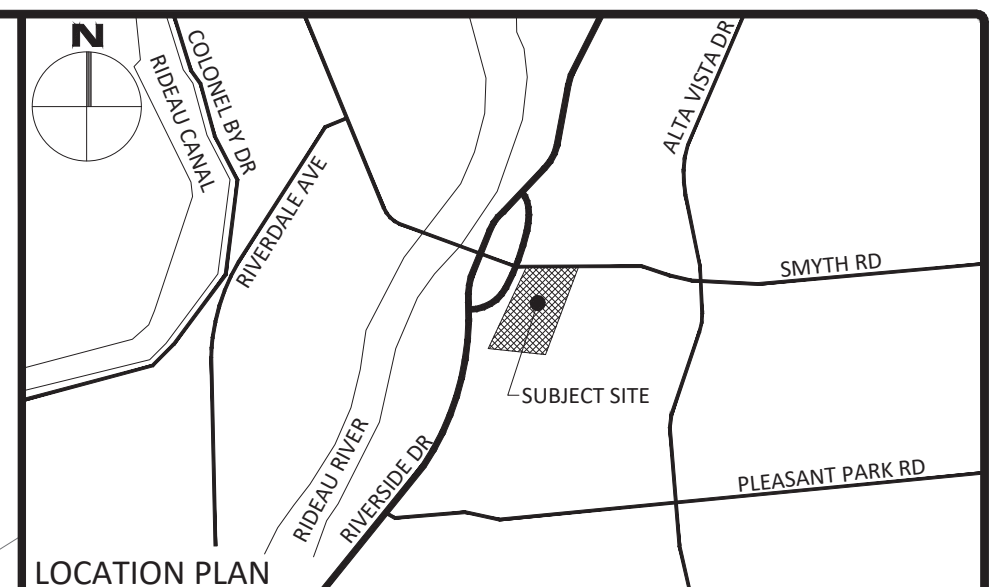 N
COLONEL BY DR
RIDEAU CANAL
ALTA VISTA DR
RIVERDALE AVE
SMYTH RD
SUBJECT SITE
RIDEAU RIVER
RIVERSIDE DR
PLEASANT PARK RD
LOCATION PLAN